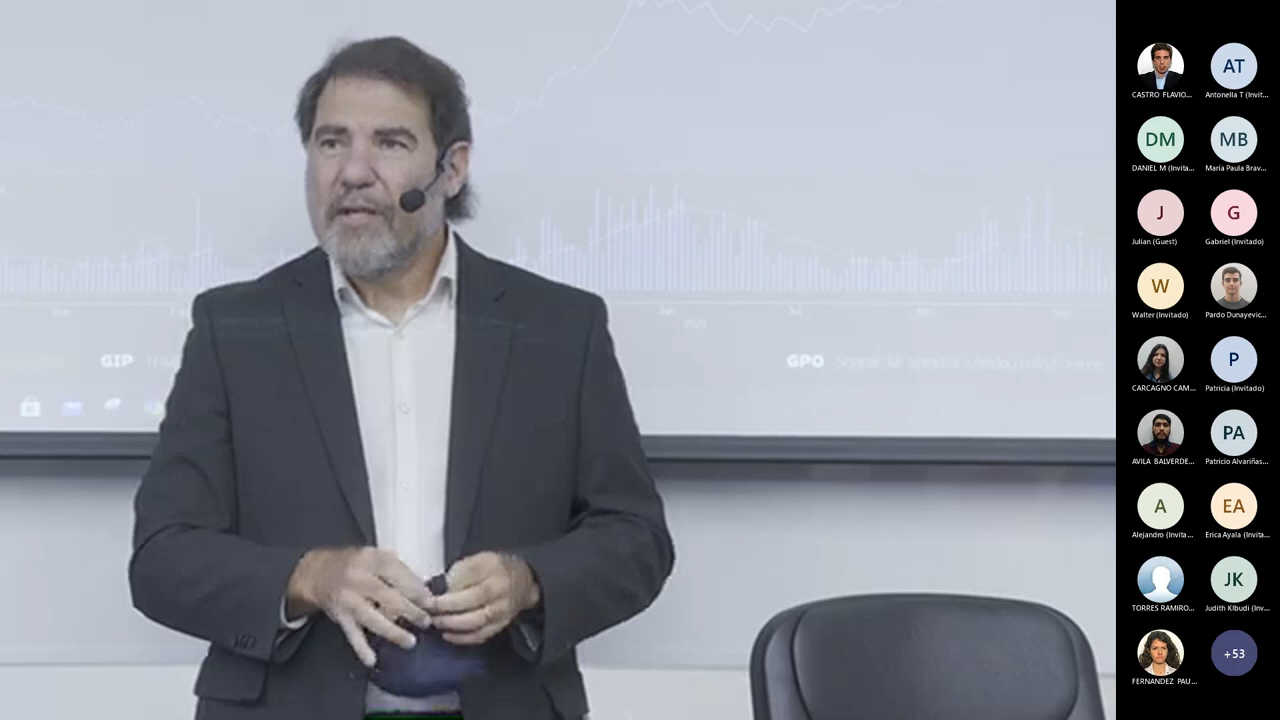 CASTRO FLAVIO...
AT
Antonella T (Invit...
DM
DANIEL M (Invita...
MB
María Paula Brav...
J
Julian (Guest)
G
Gabriel (Invitado)
W
Walter (Invitado)
Pardo Dunayevic...
CARCAGNO CAM...
P
Patricia (Invitado)
AVILA BALVERDE...
PA
Patricio Alvariñas...
A
Alejandro (Invita...
EA
Erica Ayala (Invita...
TORRES RAMIRO...
JK
Judith Klbudi (Inv...
FERNANDEZ PAU...
+53
GIP
GPO